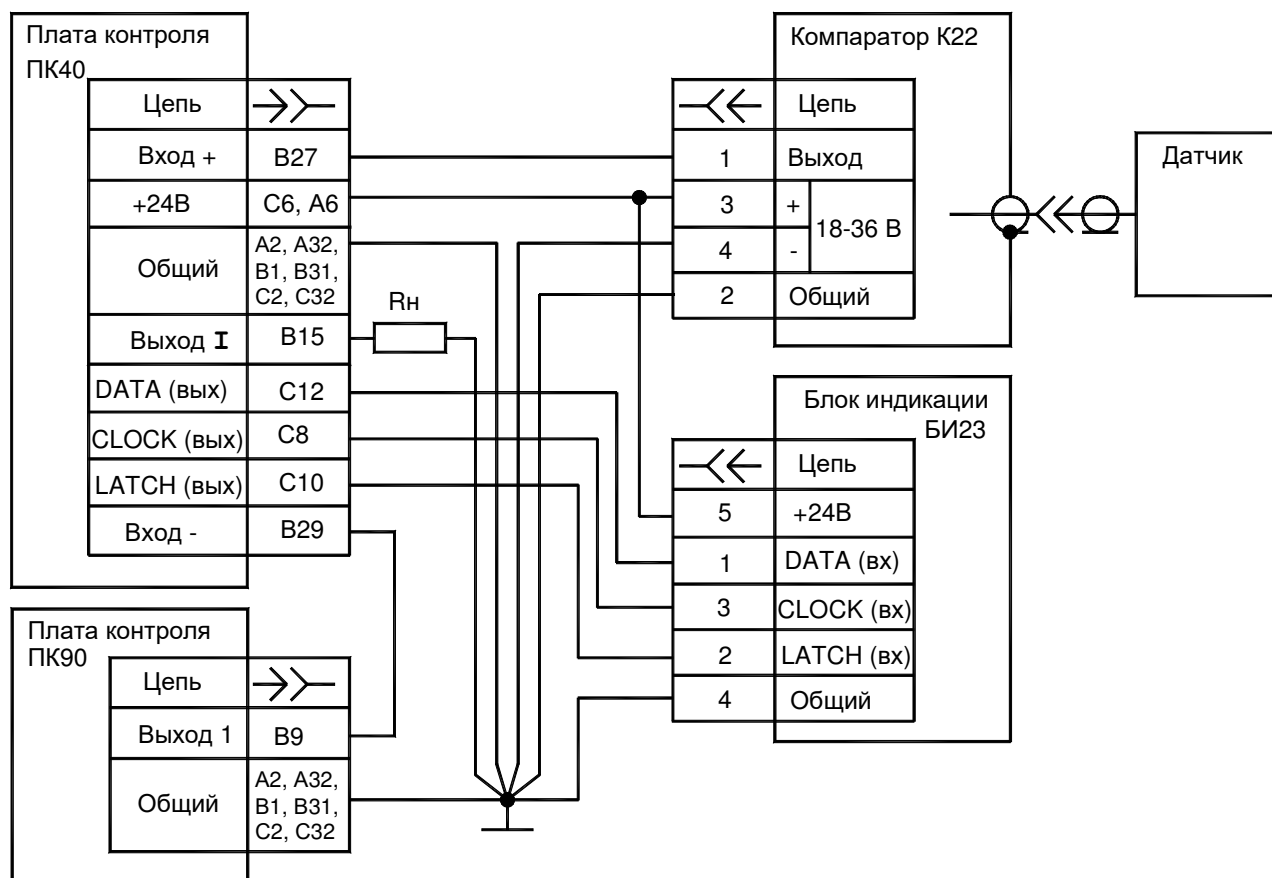 Плата контроля
ПК40
Цепь
Вход + B27
+24В C6, A6
Общий
A2, A32,
B1, B31,
C2, C32
Выход I B15
DATA (вых) C12
CLOCK (вых) C8
LATCH (вых) C10
Вход - B29
Rн
Плата контроля
ПК90
Цепь
Выход 1 B9
Общий
A2, A32,
B1, B31,
C2, C32
Компаратор К22
Цепь
1 Выход
3 +
18-36 В
4 -
2 Общий
Датчик
Блок индикации
БИ23
Цепь
5 +24В
1 DATA (вх)
3 CLOCK (вх)
2 LATCH (вх)
4 Общий